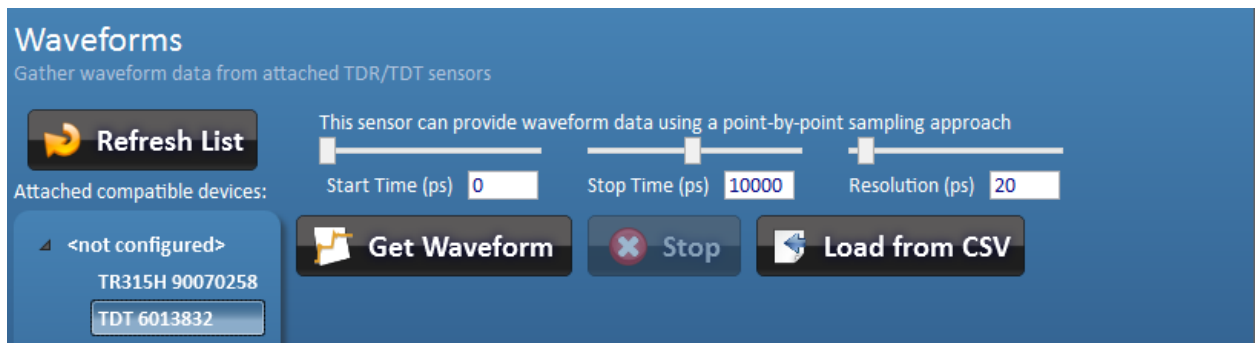 Waveforms
Gather waveform data from attached TDR/TDT sensors
Refresh List
This sensor can provide waveform data using a point-by-point sampling approach
Start Time (ps) 0 Stop Time (ps) 10000 Resolution (ps) 20
Attached compatible devices:
<not configured>
TR315H 90070258
TDT 6013832
Get Waveform Stop Load from CSV